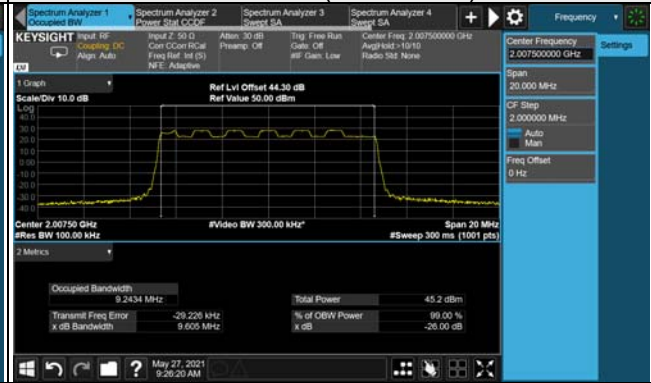 Spectrum Analyzer 1
Occupied BW
Spectrum Analyzer 2
Power Stat CCDF
Spectrum Analyzer 3
Swept SA
Spectrum Analyzer 4
Swept SA
Frequency
KEYSIGHT
Input: RF
Coupling: DC
Align: Auto
Input Z: 50 Ω
Corr CCorr RCal
Freq Ref: Int (S)
NFE: Adaptive
Atten: 30 dB
Preamp: Off
Trig: Free Run
Gate: Off
#IF Gain: Low
Center Freq: 2.007500000 GHz
Avg|Hold:>10/10
Radio Std: None
Center Frequency
2.007500000 GHz
Settings
Span
20.000 MHz
CF Step
2.000000 MHz
Auto
Man
Freq Offset
0 Hz
1 Graph
Scale/Div 10.0 dB
Ref Lvl Offset 44.30 dB
Ref Value 50.00 dBm
Log
40.0
30.0
20.0
10.0
0.00
-10.0
-20.0
-30.0
-40.0
Center 2.00750 GHz
#Video BW 300.00 kHz*
Span 20 MHz
#Res BW 100.00 kHz
#Sweep 300 ms (1001 pts)
2 Metrics
Occupied Bandwidth
9.2434 MHz
Total Power
45.2 dBm
Transmit Freq Error
-29.226 kHz
% of OBW Power
99.00 %
x dB Bandwidth
9.605 MHz
x dB
-26.00 dB
May 27, 2021
9:26:20 AM